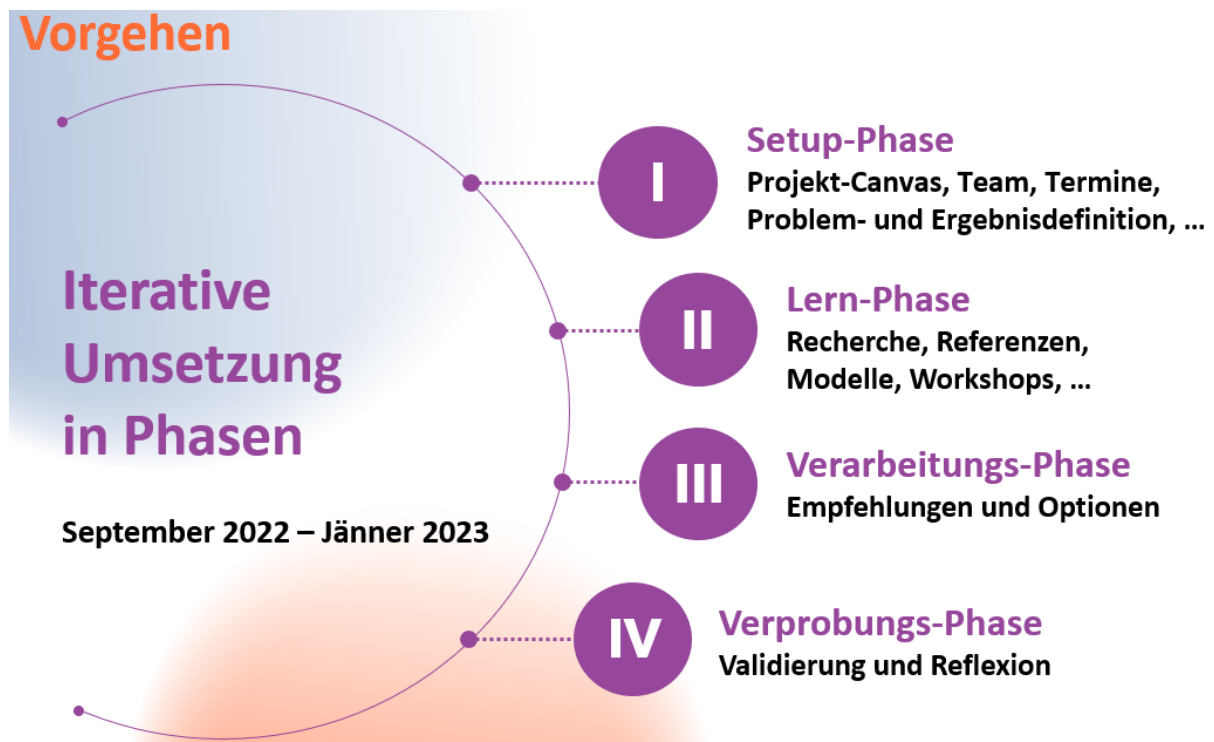 Vorgehen
Iterative
Umsetzung
in Phasen
September 2022 – Jänner 2023
I
Setup-Phase
Projekt-Canvas, Team, Termine,
Problem- und Ergebnisdefinition, ...
II
Lern-Phase
Recherche, Referenzen,
Modelle, Workshops, ...
III
Verarbeitungs-Phase
Empfehlungen und Optionen
IV
Verprobungs-Phase
Validierung und Reflexion